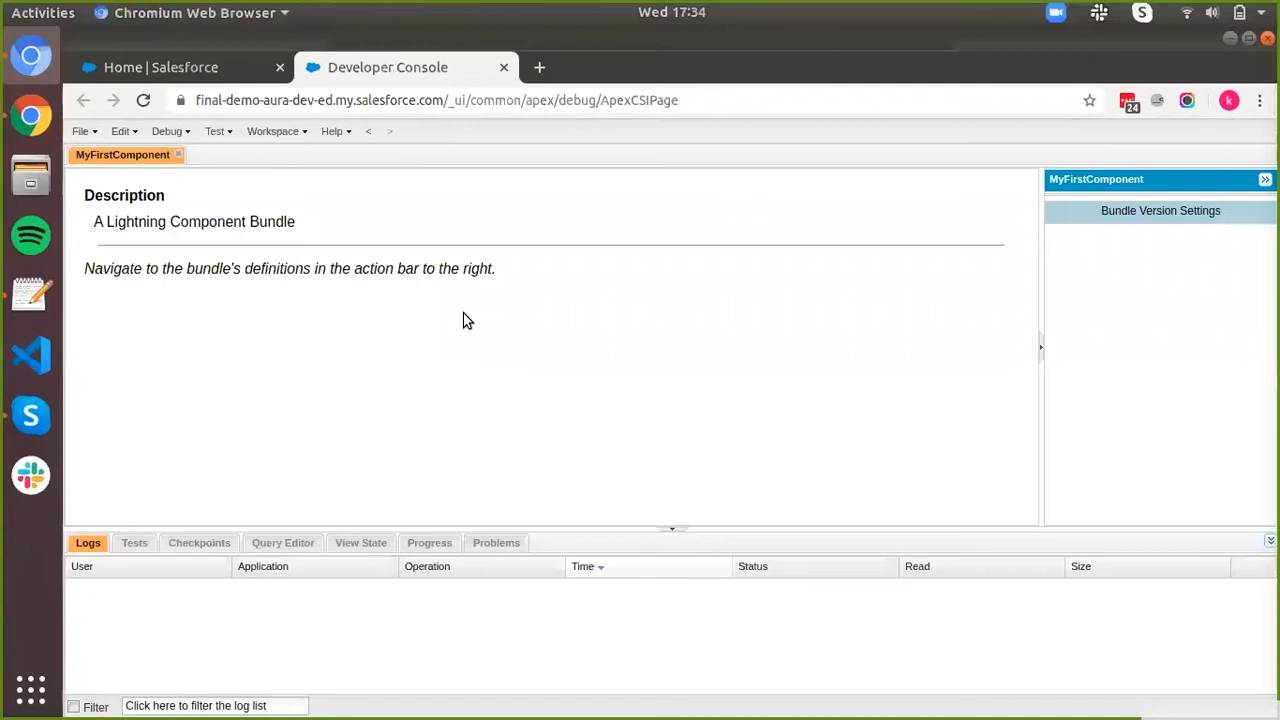 Activities Chromium Web Browser Wed 17:34
Home | Salesforce Developer Console
final-demo-aura-dev-ed.my.salesforce.com/_ui/common/apex/debug/ApexCSIPage 24 k
File Edit Debug Test Workspace Help < >
MyFirstComponent
Description
A Lightning Component Bundle
Navigate to the bundle's definitions in the action bar to the right.
MyFirstComponent
Bundle Version Settings
Logs Tests Checkpoints Query Editor View State Progress Problems
User Application Operation Time Status Read Size
Filter Click here to filter the log list